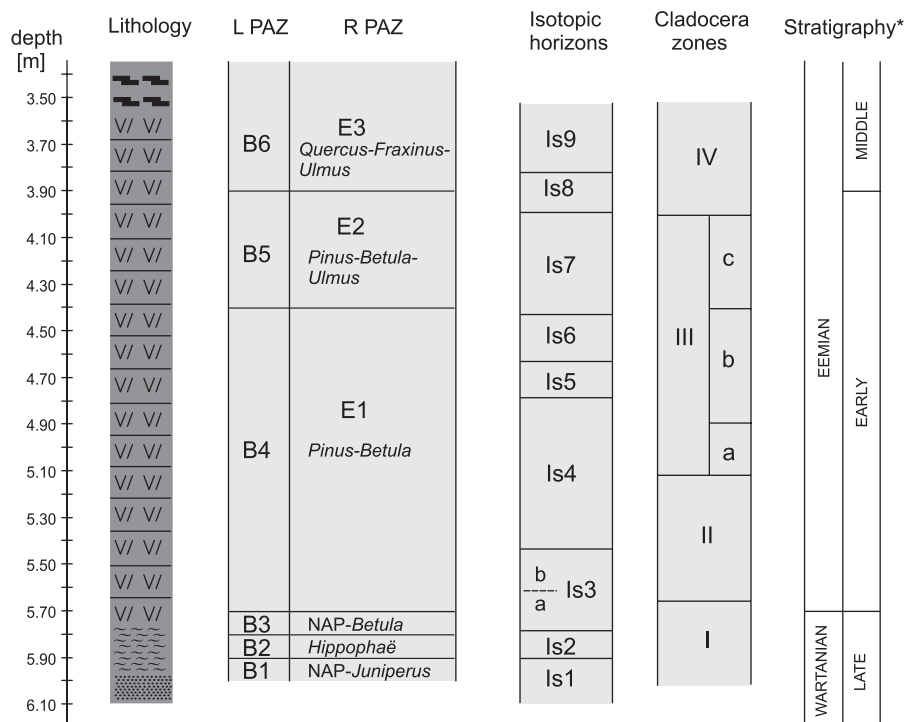 depth
[m]
Lithology
L PAZ
R PAZ
Isotopic
horizons
Cladocera
zones
Stratigraphy*
3.50
3.70
3.90
4.10
4.30
4.50
4.70
4.90
5.10
5.30
5.50
5.70
5.90
6.10
B6
B5
B4
B3
B2
B1
E3
Quercus-Fraxinus-
Ulmus
E2
Pinus-Betula-
Ulmus
E1
Pinus-Betula
NAP-Betula
Hippophaë
NAP-Juniperus
Is9
Is8
Is7
Is6
Is5
Is4
b
a
Is3
Is2
Is1
IV
III
c
b
a
II
I
EEMIAN
WARTANIAN
MIDDLE
EARLY
LATE